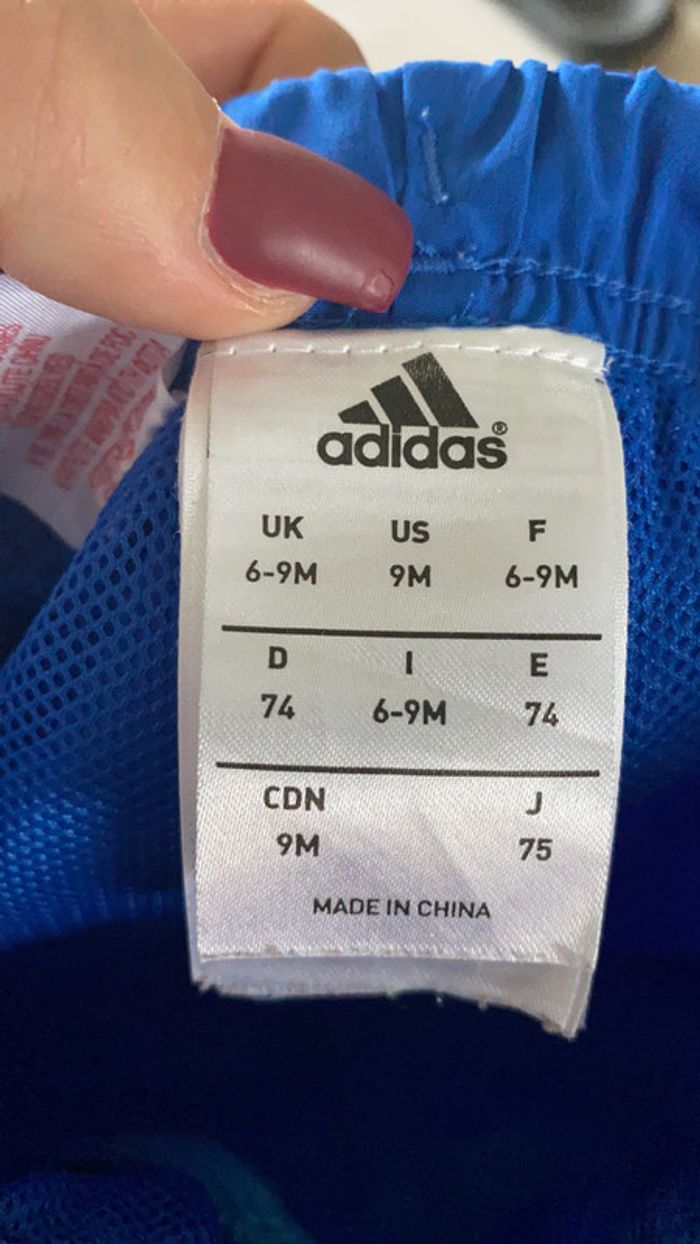 adidas®
UK US F
6-9M 9M 6-9M
D I E
74 6-9M 74
CDN J
9M 75
MADE IN CHINA